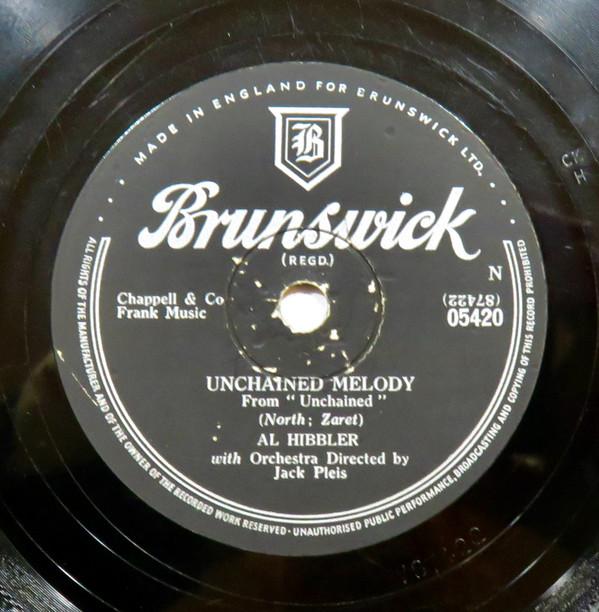 MADE IN ENGLAND FOR BRUNSWICK LTD.
B
Brunswick
(REGD.)
N
Chappell & Co
Frank Music
(87422)
05420
UNCHAINED MELODY
From "Unchained"
(North; Zaret)
AL HIBBLER
with Orchestra Directed by
Jack Pleis
ALL RIGHTS OF THE MANUFACTURER AND OF THE OWNER OF THE RECORDED WORK RESERVED · UNAUTHORISED PUBLIC PERFORMANCE, BROADCASTING AND COPYING OF THIS RECORD PROHIBITED